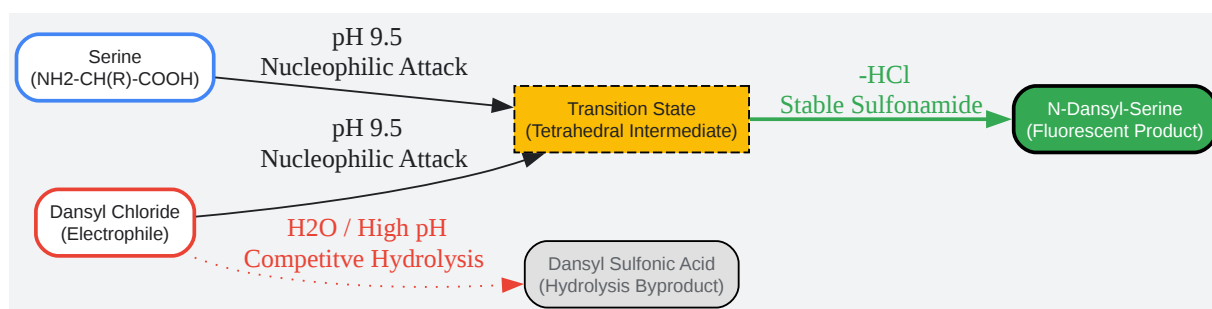 Serine
(NH2-CH(R)-COOH)
pH 9.5
Nucleophilic Attack
pH 9.5
Nucleophilic Attack
Dansyl Chloride
(Electrophile)
H2O / High pH
Competitve Hydrolysis
Transition State
(Tetrahedral Intermediate)
Dansyl Sulfonic Acid
(Hydrolysis Byproduct)
-HCl
Stable Sulfonamide
N-Dansyl-Serine
(Fluorescent Product)